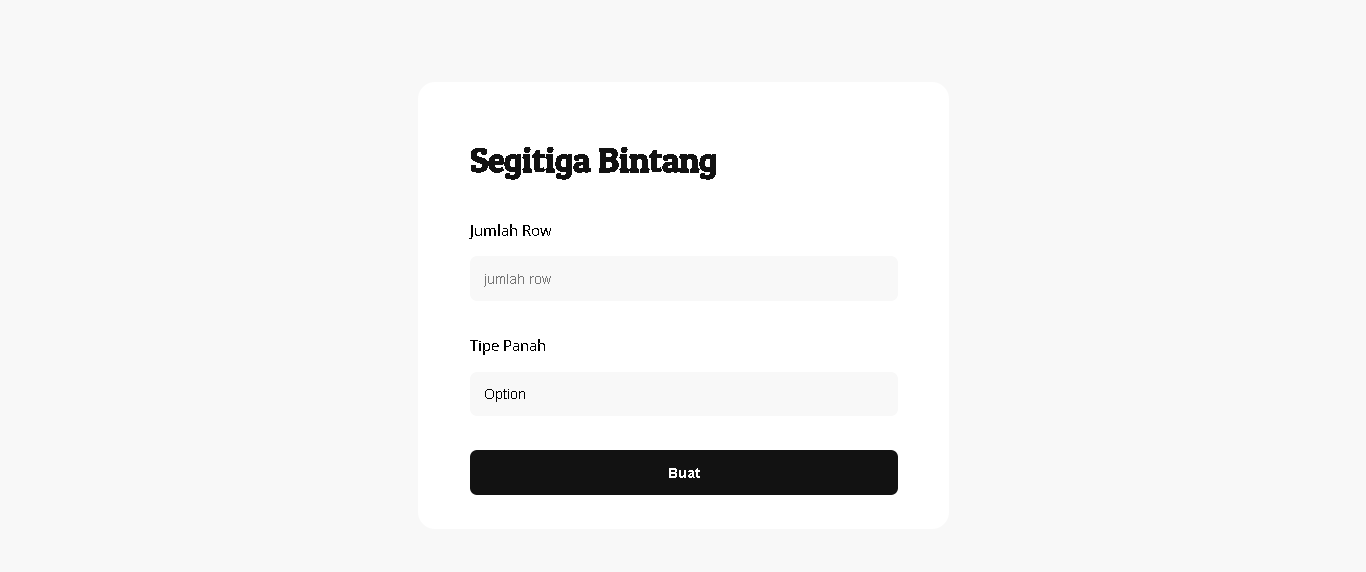 Segitiga Bintang
Jumlah Row
jumlah row
Tipe Panah
Option
Buat